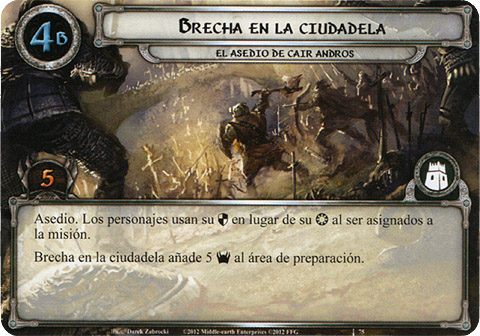 4B
Brecha en la ciudadela
El asedio de Cair Andros
5
Asedio. Los personajes usan su en lugar de su al ser asignados a
la misión.
Brecha en la ciudadela añade 5 al área de preparación.
Ilus.: Darek Zabrocki ©2012 Middle-earth Enterprises ©2012 FFG 78